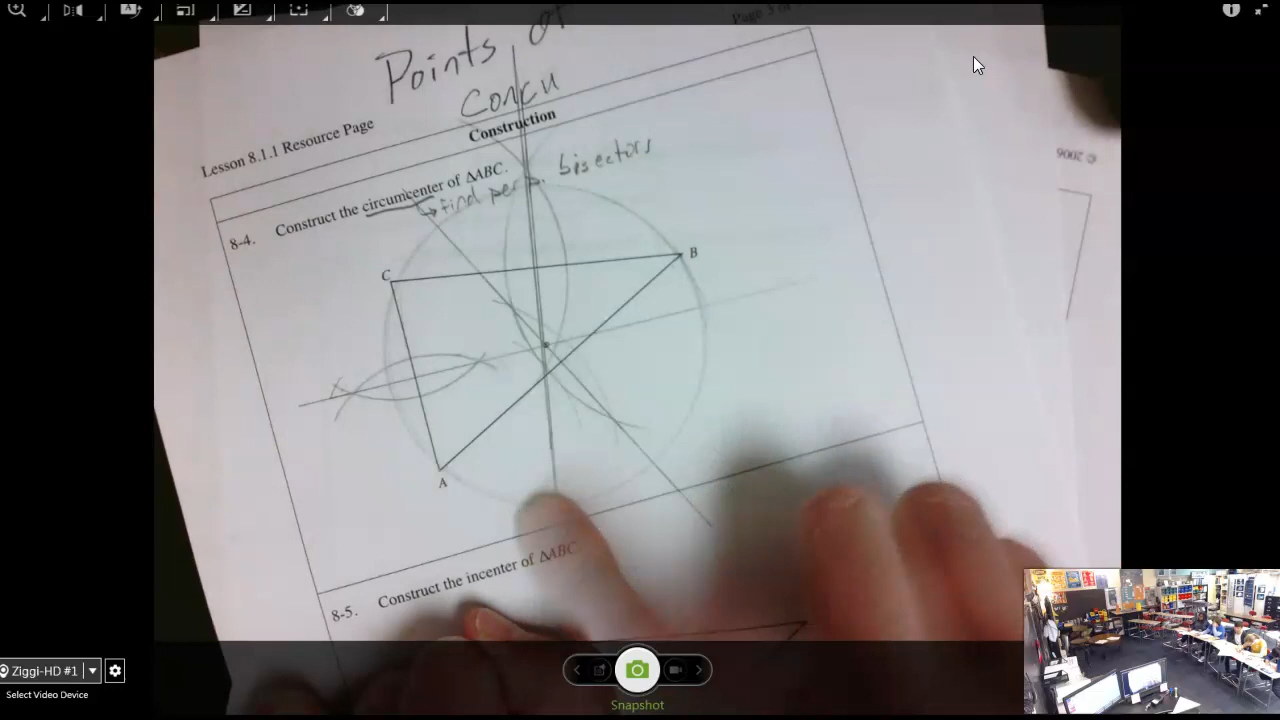 Points of
Concu
Lesson 8.1.1 Resource Page
Construction
8-4. Construct the circumcenter of ΔABC.
↳ find perp. bisectors
C
B
A
8-5. Construct the incenter of ΔABC
© 2006
Ziggi-HD #1
Select Video Device
Snapshot